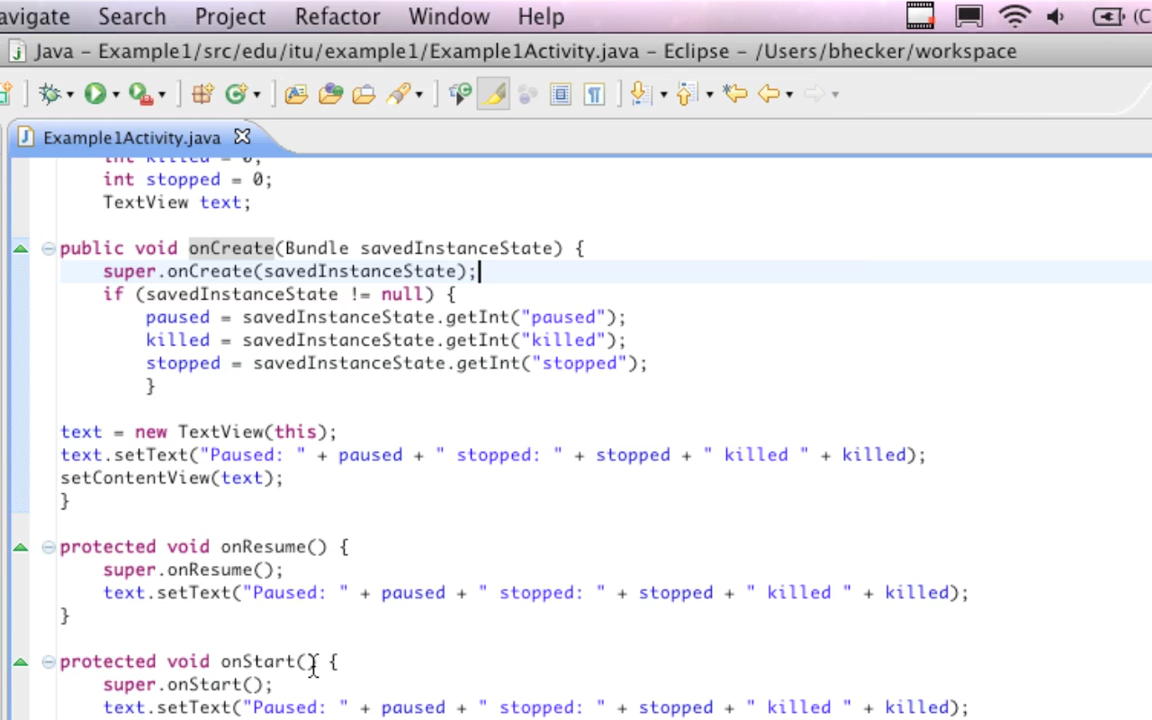 avigate Search Project Refactor Window Help
Java – Example1/src/edu/itu/example1/Example1Activity.java – Eclipse – /Users/bhecker/workspace
Example1Activity.java
int killed = 0;
int stopped = 0;
TextView text;
public void onCreate(Bundle savedInstanceState) {
super.onCreate(savedInstanceState);
if (savedInstanceState != null) {
paused = savedInstanceState.getInt("paused");
killed = savedInstanceState.getInt("killed");
stopped = savedInstanceState.getInt("stopped");
}
text = new TextView(this);
text.setText("Paused: " + paused + " stopped: " + stopped + " killed " + killed);
setContentView(text);
}
protected void onResume() {
super.onResume();
text.setText("Paused: " + paused + " stopped: " + stopped + " killed " + killed);
}
protected void onStart() {
super.onStart();
text.setText("Paused: " + paused + " stopped: " + stopped + " killed " + killed);